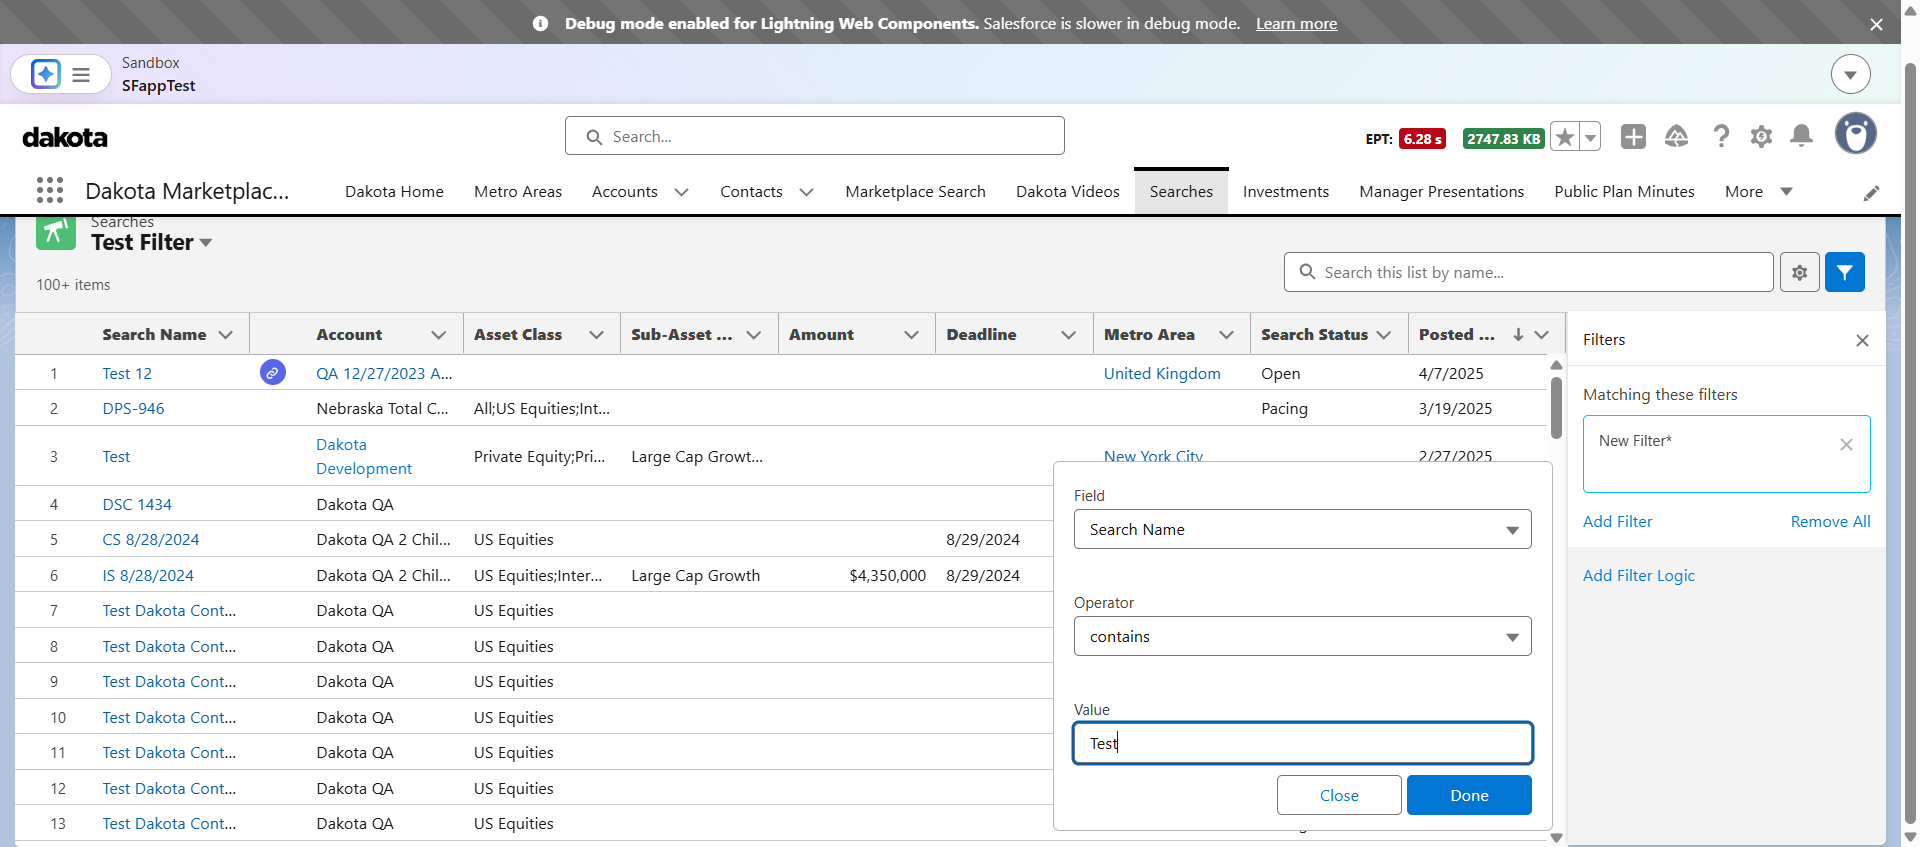 Debug mode enabled for Lightning Web Components. Salesforce is slower in debug mode. Learn more
Sandbox
SFappTest
dakota
Search...
EPT: 6.28 s 2747.83 KB
Dakota Marketplac...
Dakota Home Metro Areas Accounts Contacts Marketplace Search Dakota Videos Searches Investments Manager Presentations Public Plan Minutes More
Searches
Test Filter
100+ items
Search this list by name...
Search Name Account Asset Class Sub-Asset ... Amount Deadline Metro Area Search Status Posted ...
1 Test 12 QA 12/27/2023 A... United Kingdom Open 4/7/2025
2 DPS-946 Nebraska Total C... All;US Equities;Int... Pacing 3/19/2025
3 Test Dakota Development Private Equity;Pri... Large Cap Growt... New York City 2/27/2025
4 DSC 1434 Dakota QA
5 CS 8/28/2024 Dakota QA 2 Chil... US Equities 8/29/2024
6 IS 8/28/2024 Dakota QA 2 Chil... US Equities;Inter... Large Cap Growth $4,350,000 8/29/2024
7 Test Dakota Cont... Dakota QA US Equities
8 Test Dakota Cont... Dakota QA US Equities
9 Test Dakota Cont... Dakota QA US Equities
10 Test Dakota Cont... Dakota QA US Equities
11 Test Dakota Cont... Dakota QA US Equities
12 Test Dakota Cont... Dakota QA US Equities
13 Test Dakota Cont... Dakota QA US Equities
Field
Search Name
Operator
contains
Value
Test
Close Done
Filters
Matching these filters
New Filter*
Add Filter Remove All
Add Filter Logic